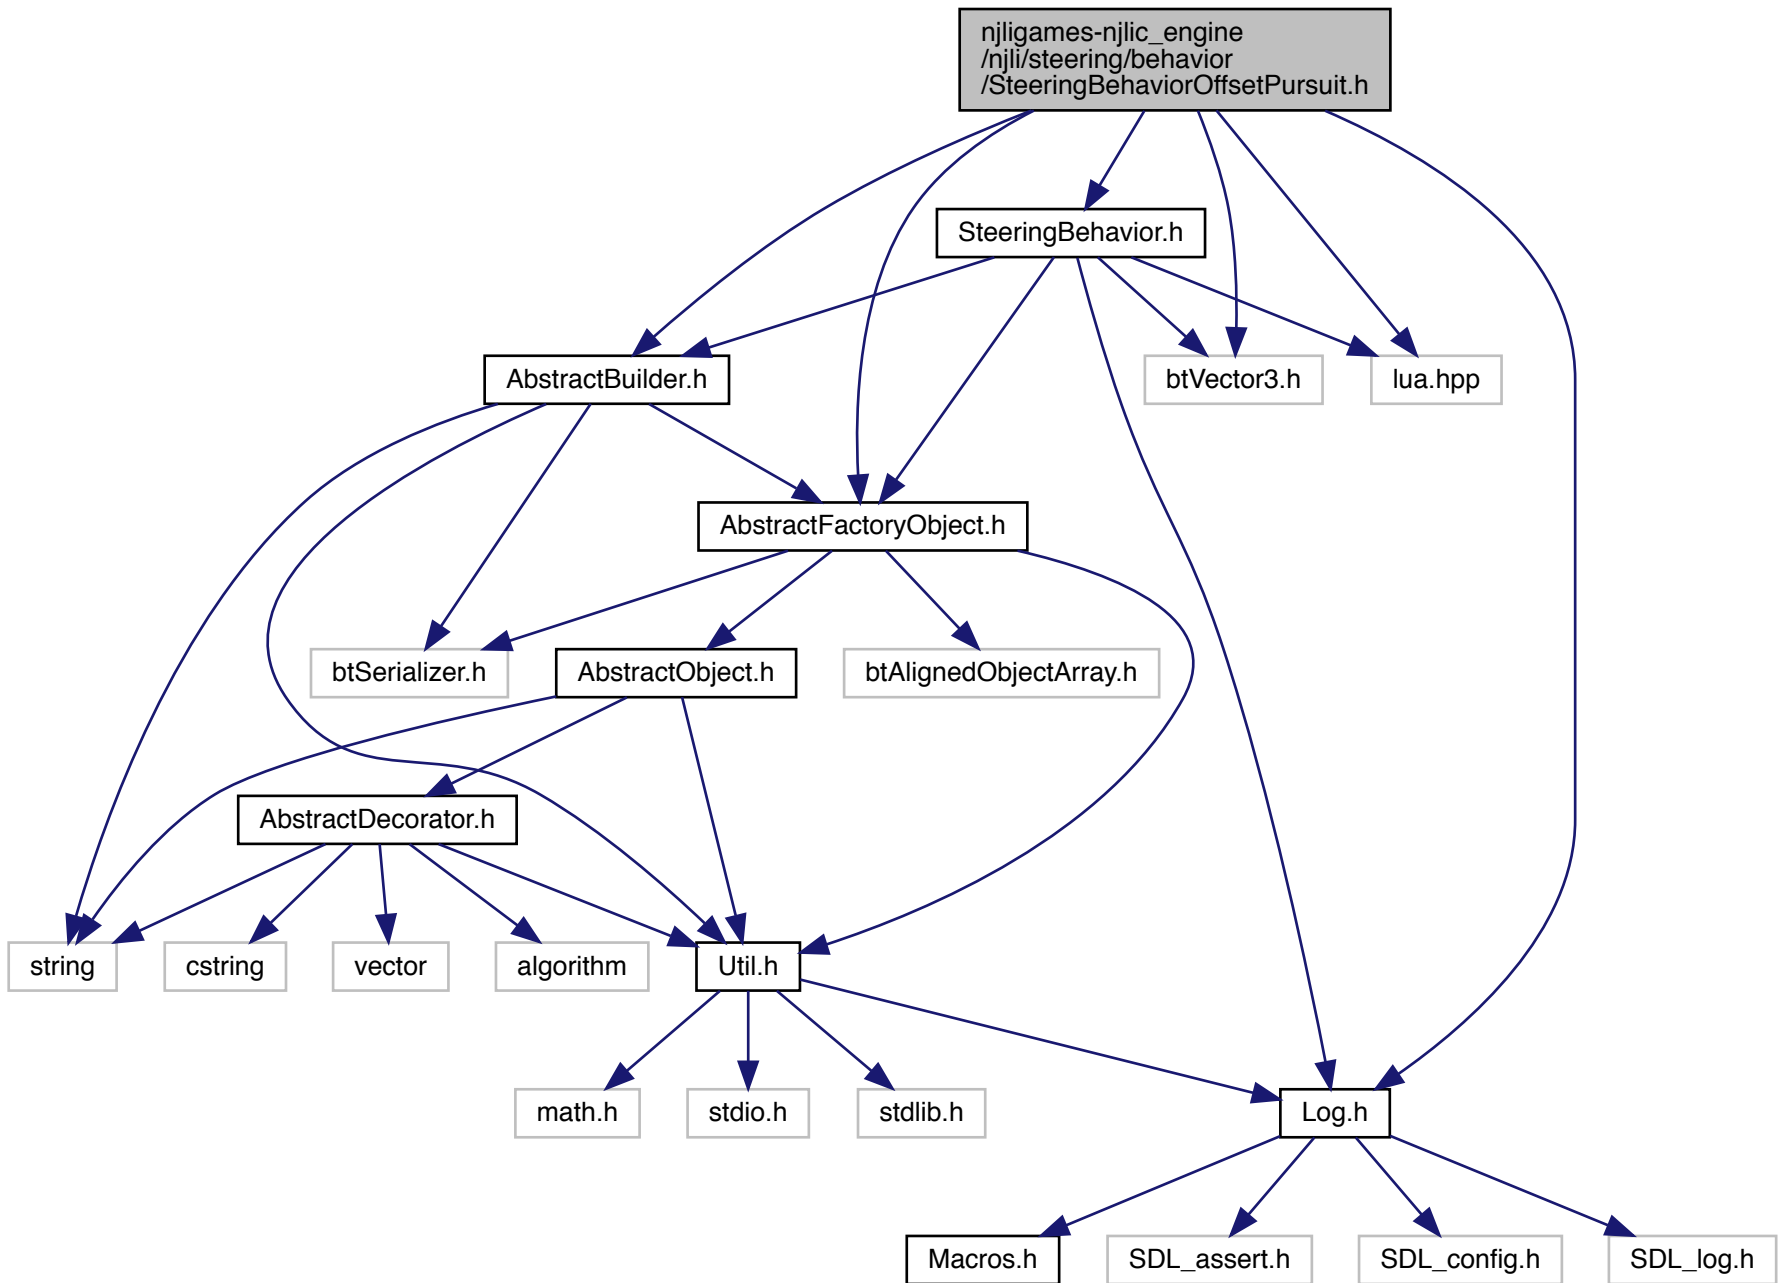 njligames-njlic_engine
/njli/steering/behavior
/SteeringBehaviorOffsetPursuit.h
SteeringBehavior.h
AbstractBuilder.h
btVector3.h
lua.hpp
AbstractFactoryObject.h
btSerializer.h
AbstractObject.h
btAlignedObjectArray.h
AbstractDecorator.h
string
cstring
vector
algorithm
Util.h
math.h
stdio.h
stdlib.h
Log.h
Macros.h
SDL_assert.h
SDL_config.h
SDL_log.h